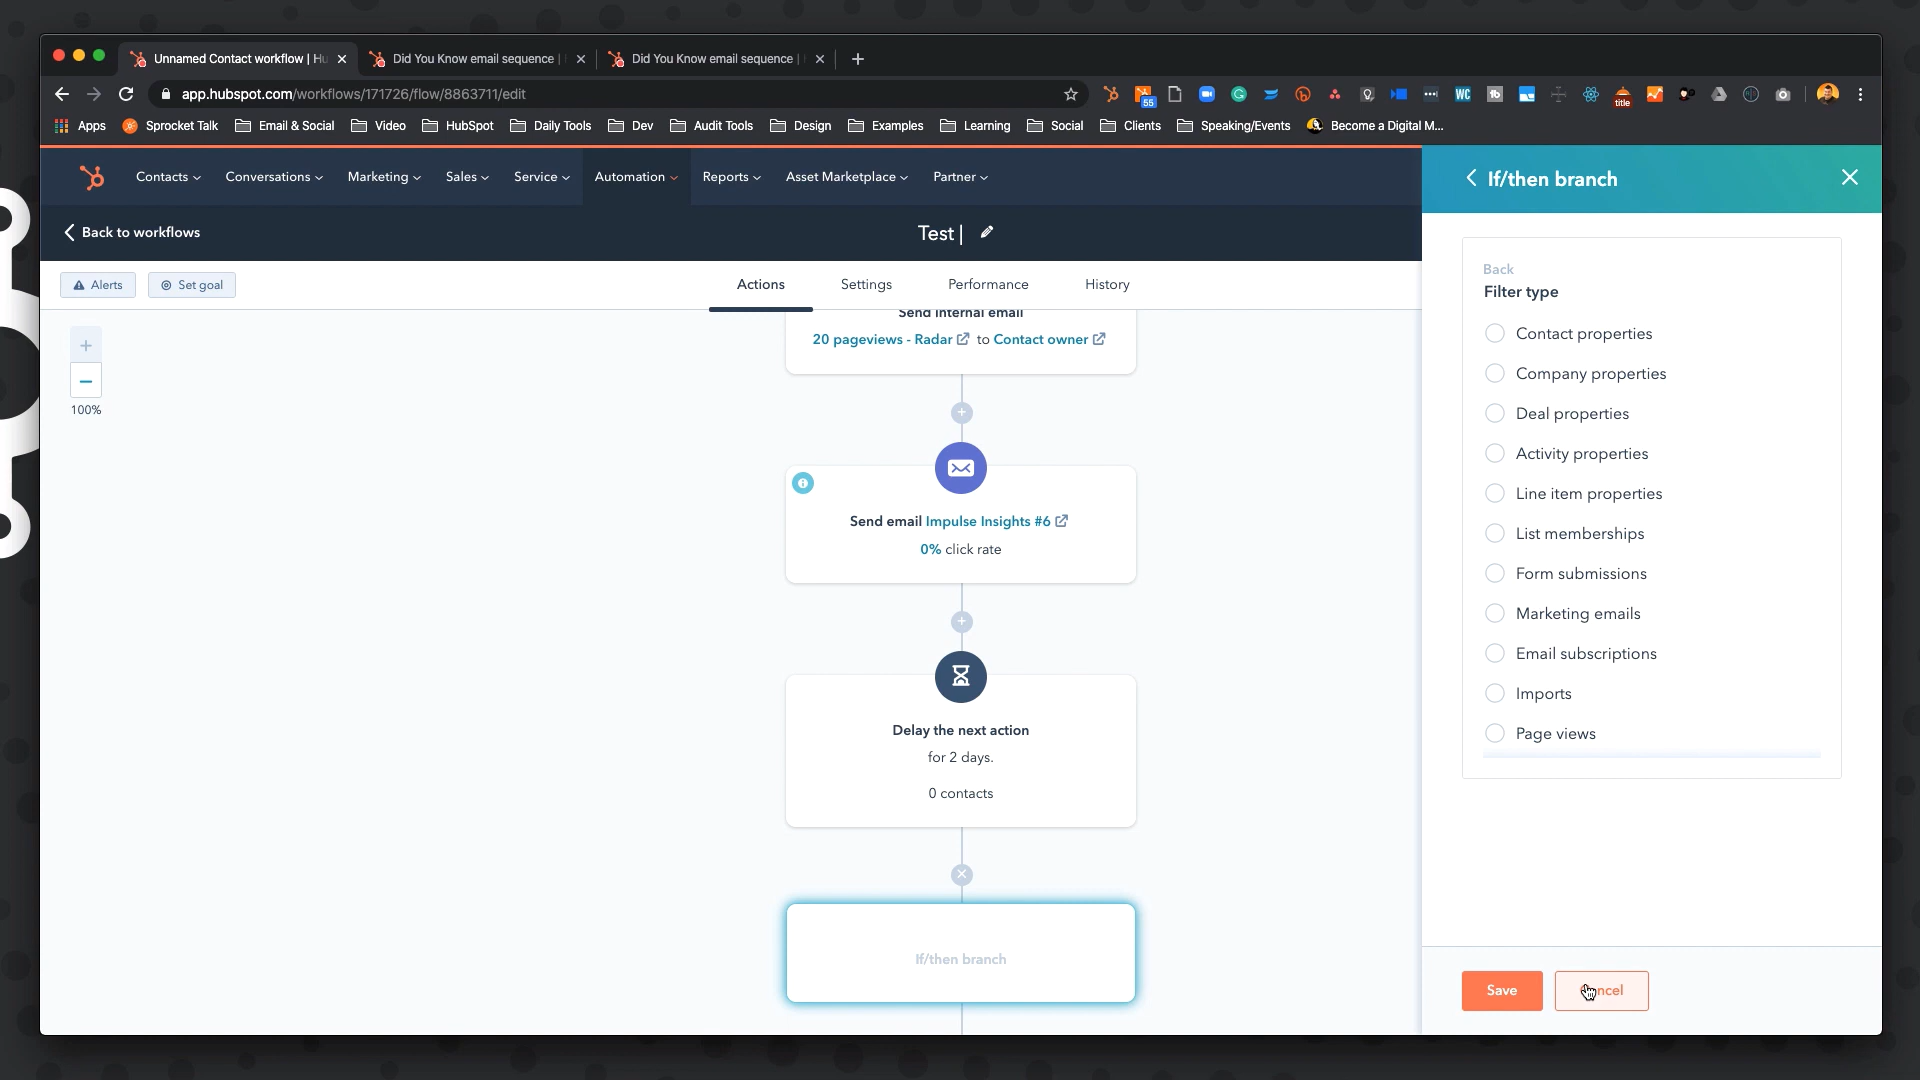 Unnamed Contact workflow | Hu
Did You Know email sequence |
Did You Know email sequence |
app.hubspot.com/workflows/171726/flow/8863711/edit
55
WC
title
Apps
Sprocket Talk
Email & Social
Video
HubSpot
Daily Tools
Dev
Audit Tools
Design
Examples
Learning
Social
Clients
Speaking/Events
Become a Digital M...
Contacts
Conversations
Marketing
Sales
Service
Automation
Reports
Asset Marketplace
Partner
If/then branch
Back to workflows
Test |
Alerts
Set goal
Actions
Settings
Performance
History
100%
Send internal email
20 pageviews - Radar to Contact owner
Send email Impulse Insights #6
0% click rate
Delay the next action
for 2 days.
0 contacts
If/then branch
Back
Filter type
Contact properties
Company properties
Deal properties
Activity properties
Line item properties
List memberships
Form submissions
Marketing emails
Email subscriptions
Imports
Page views
Save